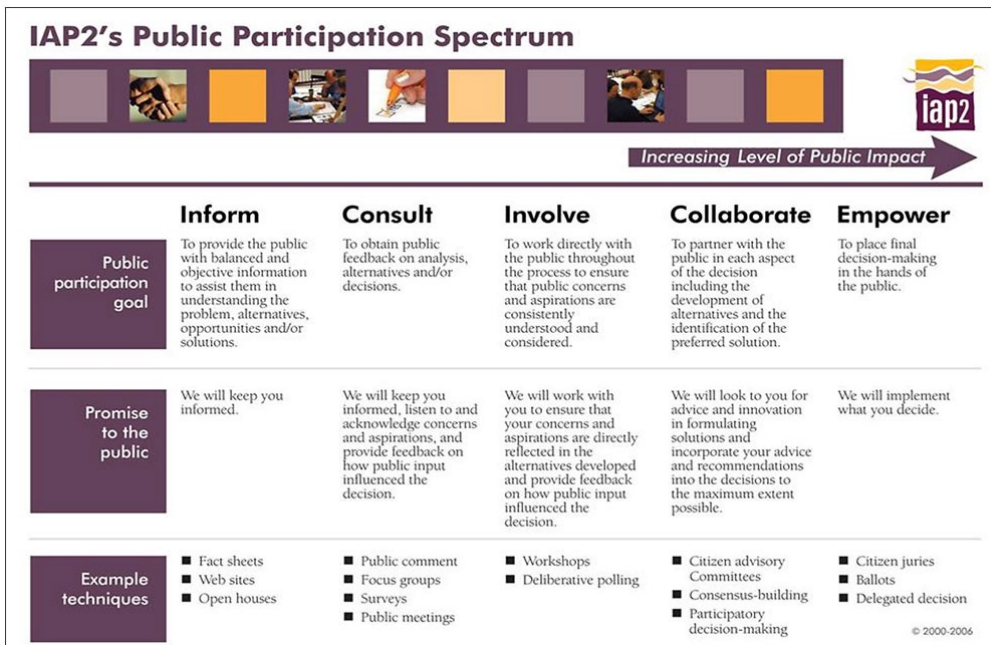 IAP2's Public Participation Spectrum
iap2
Increasing Level of Public Impact
Inform
Consult
Involve
Collaborate
Empower
Public
participation
goal
To provide the public
with balanced and
objective information
to assist them in
understanding the
problem, alternatives,
opportunities and/or
solutions.
To obtain public
feedback on analysis,
alternatives and/or
decisions.
To work directly with
the public throughout
the process to ensure
that public concerns
and aspirations are
consistently
understood and
considered.
To partner with the
public in each aspect
of the decision
including the
development of
alternatives and the
identification of the
preferred solution.
To place final
decision-making
in the hands of
the public.
Promise
to the
public
We will keep you
informed.
We will keep you
informed, listen to and
acknowledge concerns
and aspirations, and
provide feedback on
how public input
influenced the
decision.
We will work with
you to ensure that
your concerns and
aspirations are directly
reflected in the
alternatives developed
and provide feedback
on how public input
influenced the
decision.
We will look to you for
advice and innovation
in formulating
solutions and
incorporate your advice
and recommendations
into the decisions to
the maximum extent
possible.
We will implement
what you decide.
Example
techniques
■ Fact sheets
■ Web sites
■ Open houses
■ Public comment
■ Focus groups
■ Surveys
■ Public meetings
■ Workshops
■ Deliberative polling
■ Citizen advisory
Committees
■ Consensus-building
■ Participatory
decision-making
■ Citizen juries
■ Ballots
■ Delegated decision
© 2000-2006